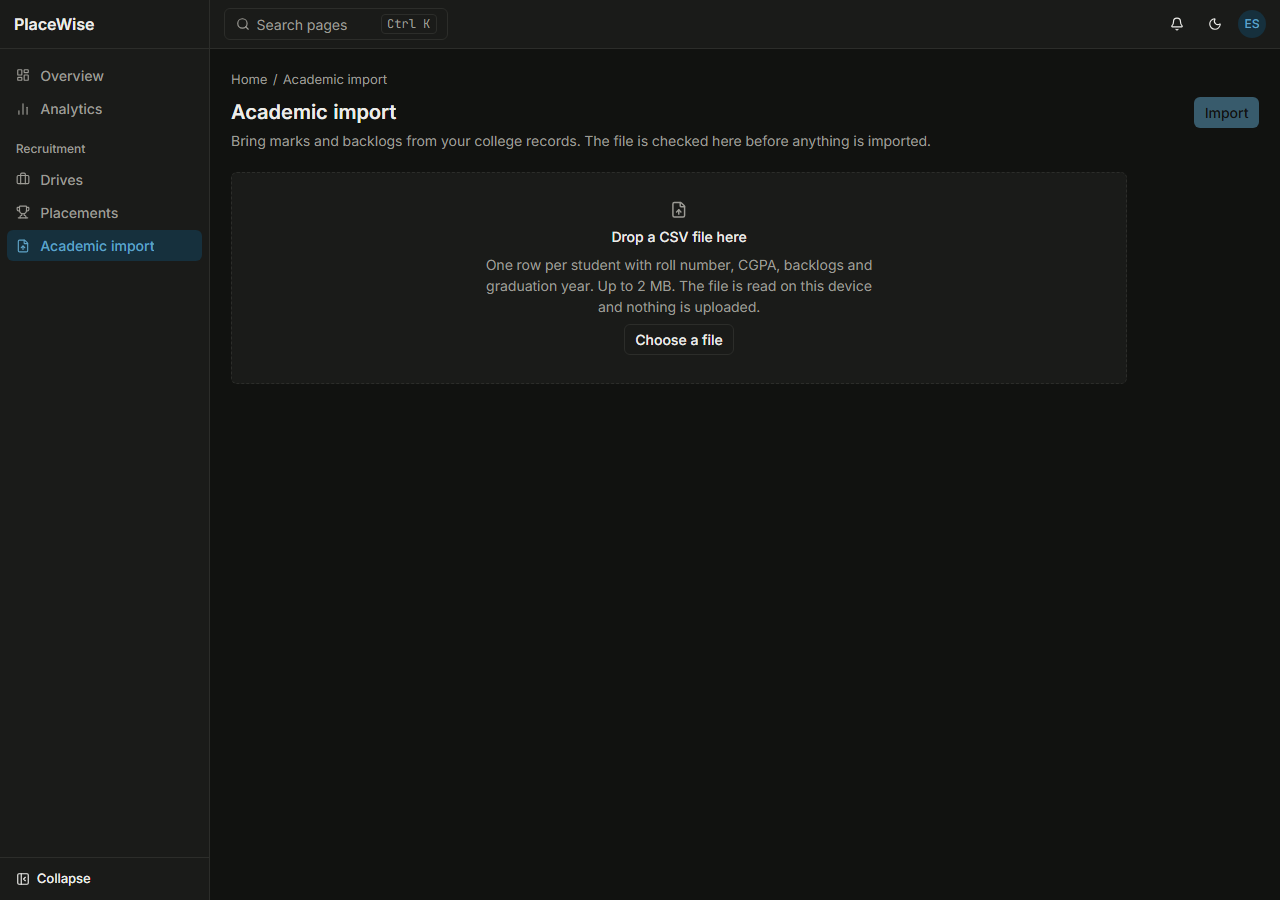 PlaceWise
Search pages
Ctrl K
ES
Overview
Analytics
Recruitment
Drives
Placements
Academic import
Collapse
Home / Academic import
Academic import
Import
Bring marks and backlogs from your college records. The file is checked here before anything is imported.
Drop a CSV file here
One row per student with roll number, CGPA, backlogs and
graduation year. Up to 2 MB. The file is read on this device
and nothing is uploaded.
Choose a file